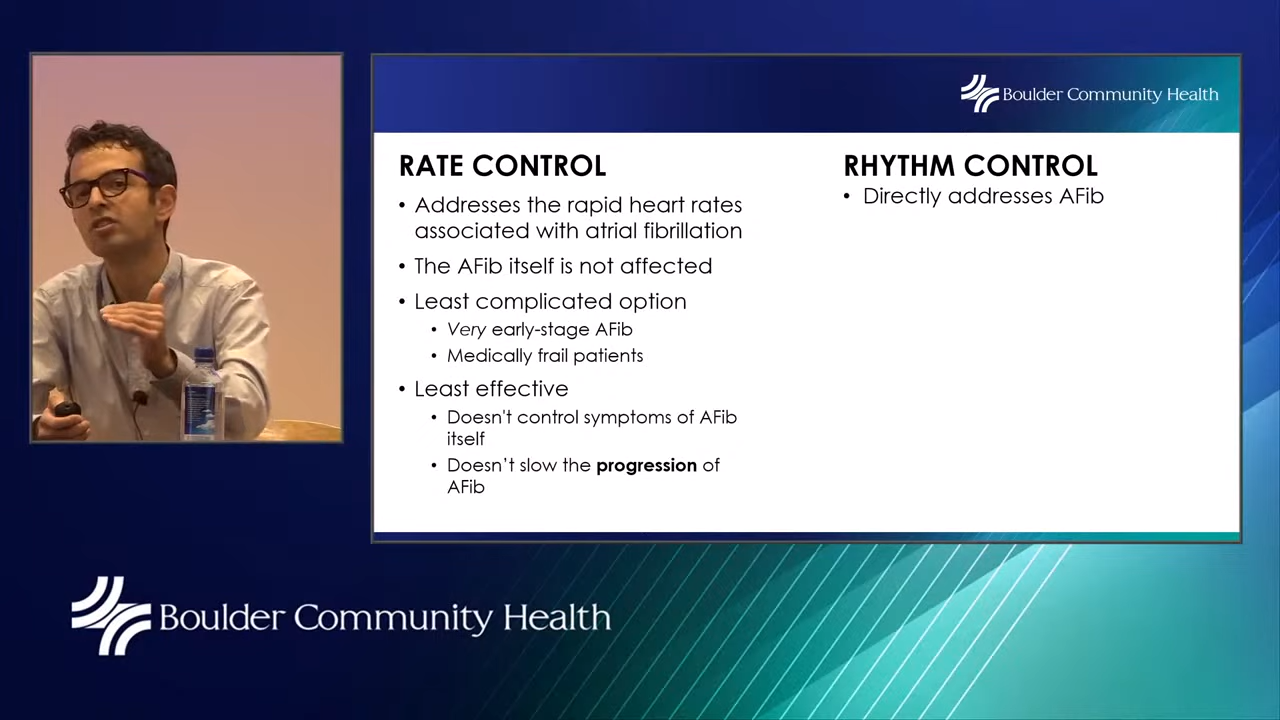 Boulder Community Health
RATE CONTROL
• Addresses the rapid heart rates
associated with atrial fibrillation
• The AFib itself is not affected
• Least complicated option
• Very early-stage AFib
• Medically frail patients
• Least effective
• Doesn't control symptoms of AFib
itself
• Doesn’t slow the progression of
AFib
RHYTHM CONTROL
• Directly addresses AFib
Boulder Community Health